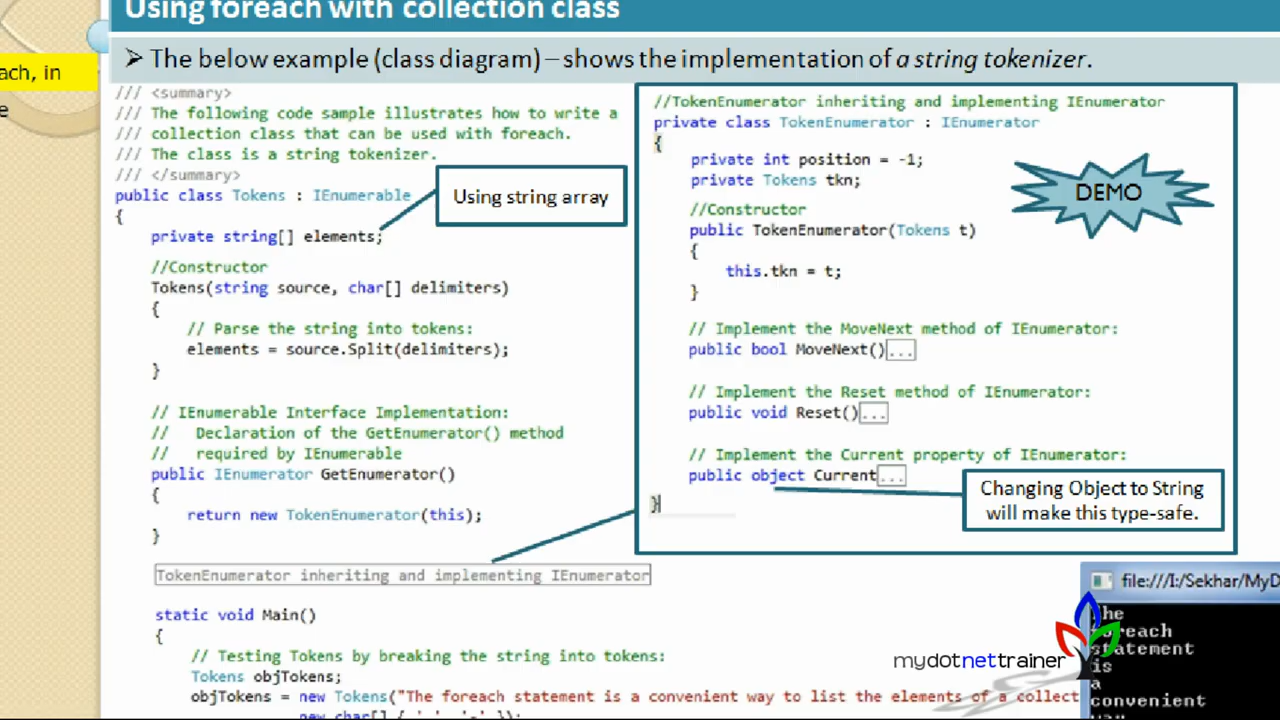 Using foreach with collection class
ach, in
e
➢ The below example (class diagram) – shows the implementation of a string tokenizer.
/// <summary>
/// The following code sample illustrates how to write a
/// collection class that can be used with foreach.
/// The class is a string tokenizer.
/// </summary>
public class Tokens : IEnumerable
{
private string[] elements;
Using string array
//Constructor
Tokens(string source, char[] delimiters)
{
// Parse the string into tokens:
elements = source.Split(delimiters);
}
// IEnumerable Interface Implementation:
// Declaration of the GetEnumerator() method
// required by IEnumerable
public IEnumerator GetEnumerator()
{
return new TokenEnumerator(this);
}
TokenEnumerator inheriting and implementing IEnumerator
static void Main()
{
// Testing Tokens by breaking the string into tokens:
Tokens objTokens;
objTokens = new Tokens("The foreach statement is a convenient way to list the elements of a collect
new char[] { ' ', '-' });
//TokenEnumerator inheriting and implementing IEnumerator
private class TokenEnumerator : IEnumerator
{
private int position = -1;
private Tokens tkn;
//Constructor
public TokenEnumerator(Tokens t)
{
this.tkn = t;
}
// Implement the MoveNext method of IEnumerator:
public bool MoveNext()...
// Implement the Reset method of IEnumerator:
public void Reset()...
// Implement the Current property of IEnumerator:
public object Current...
}
DEMO
Changing Object to String
will make this type-safe.
file:///I:/Sekhar/MyD
The
foreach
statement
is
a
convenient
way
mydotnettrainer